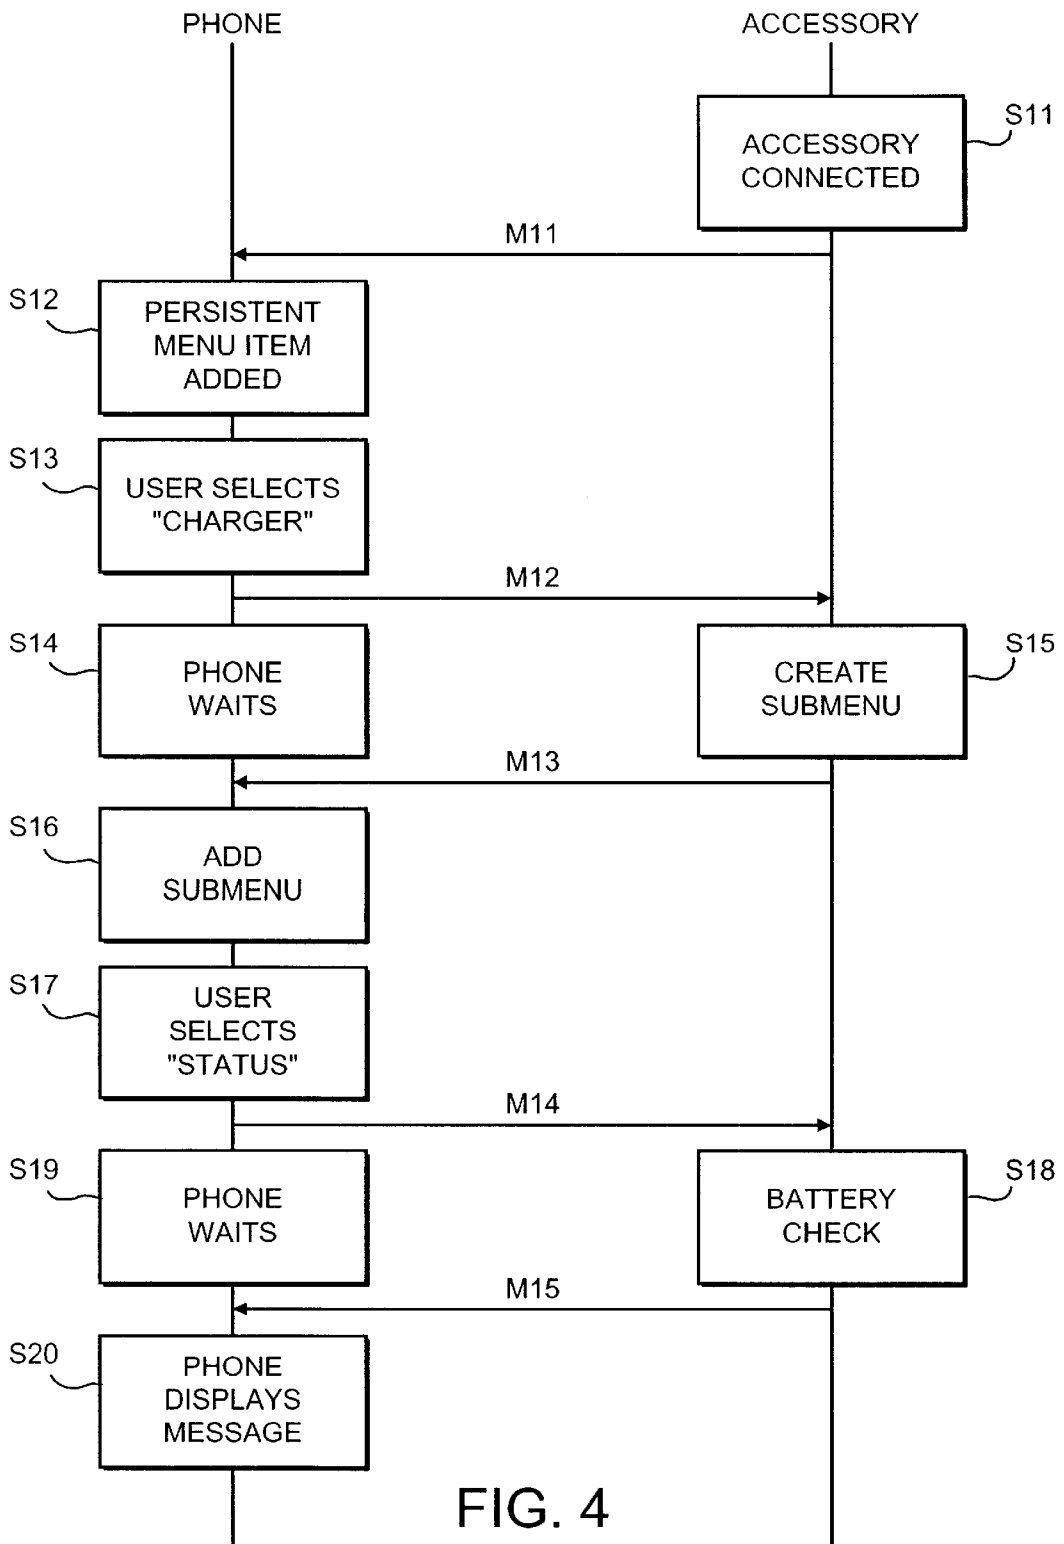 PHONE
ACCESSORY
S11
ACCESSORY
CONNECTED
M11
S12
PERSISTENT
MENU ITEM
ADDED
S13
USER SELECTS
"CHARGER"
M12
S14
PHONE
WAITS
S15
CREATE
SUBMENU
M13
S16
ADD
SUBMENU
S17
USER
SELECTS
"STATUS"
M14
S19
PHONE
WAITS
S18
BATTERY
CHECK
M15
S20
PHONE
DISPLAYS
MESSAGE
FIG. 4